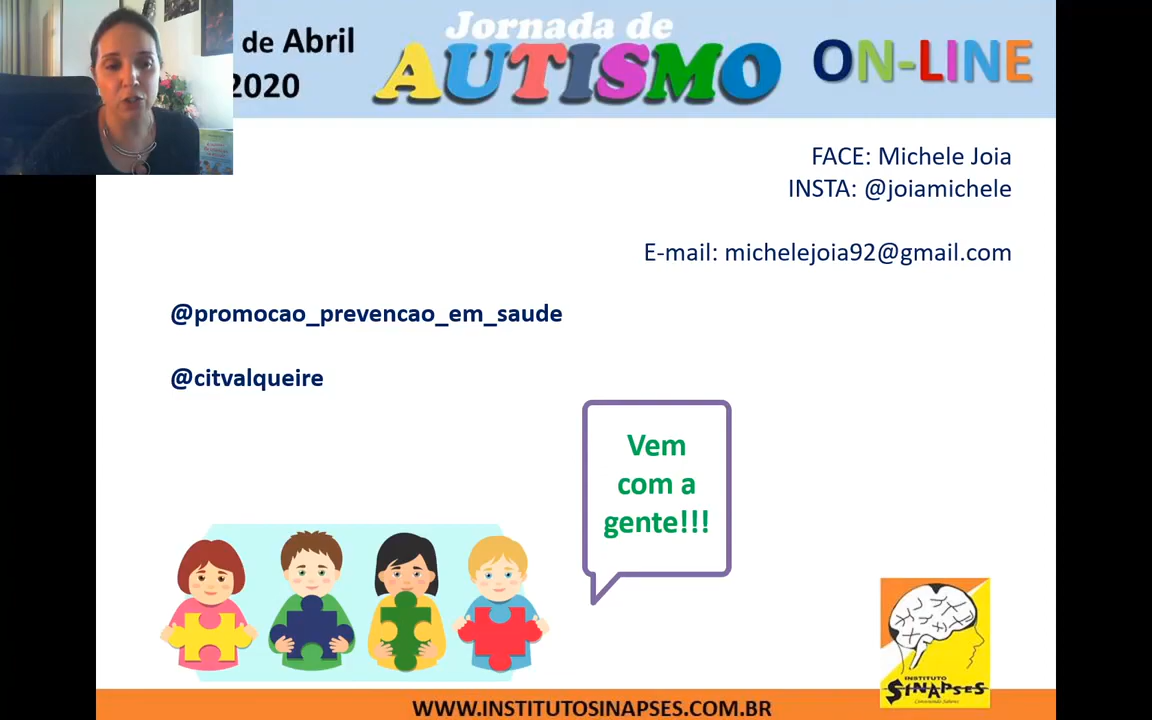 de Abril
2020
Jornada de
AUTISMO
ON-LINE
FACE: Michele Joia
INSTA: @joiamichele
E-mail: michelejoia92@gmail.com
@promocao_prevencao_em_saude
@citvalqueire
Vem
com a
gente!!!
INSTITUTO
SINAPSES
WWW.INSTITUTOSINAPSES.COM.BR